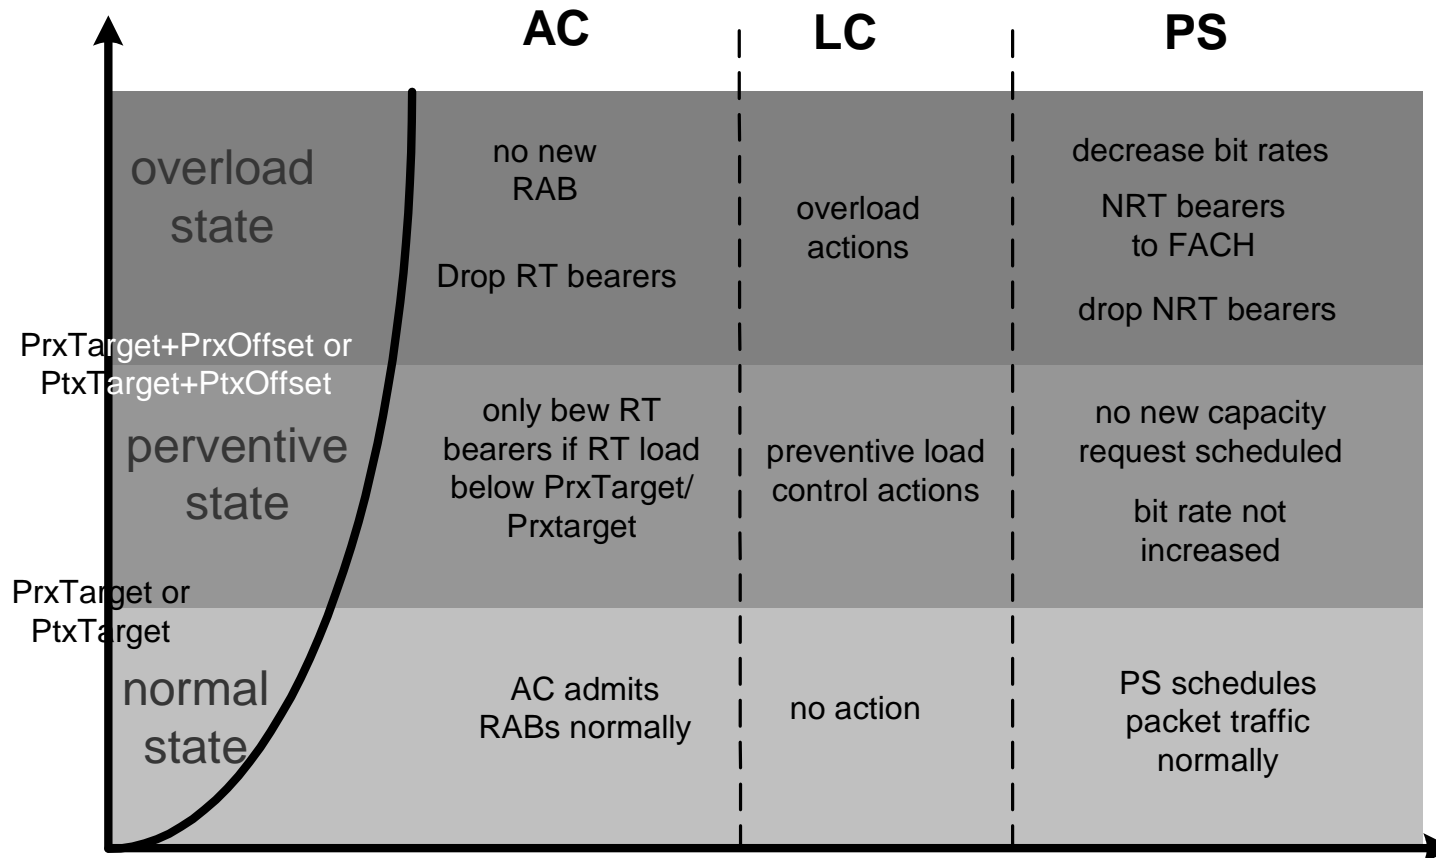 AC
LC
PS
overload
state
no new
RAB
Drop RT bearers
overload
actions
decrease bit rates
NRT bearers
to FACH
drop NRT bearers
PrxTarget+PrxOffset or
PtxTarget+PtxOffset
perventive
state
only bew RT
bearers if RT load
below PrxTarget/
Prxtarget
preventive load
control actions
no new capacity
request scheduled
bit rate not
increased
PrxTarget or
PtxTarget
normal
state
AC admits
RABs normally
no action
PS schedules
packet traffic
normally